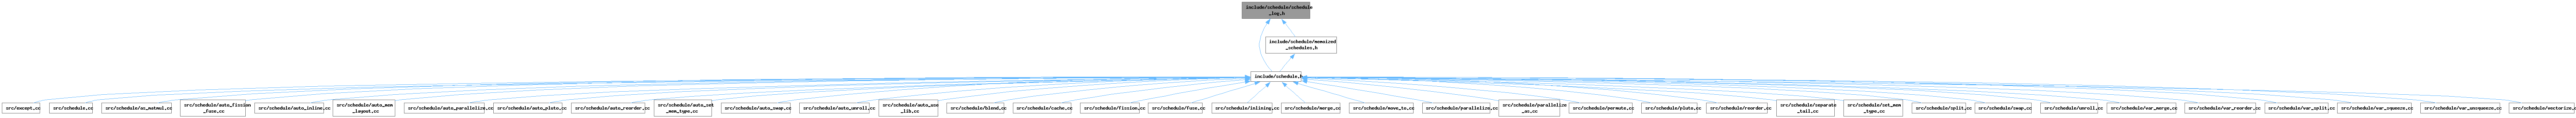 include/schedule/schedule
_log.h
include/schedule/memoized
_schedules.h
include/schedule.h
src/except.cc
src/schedule.cc
src/schedule/as_matmul.cc
src/schedule/auto_fission
_fuse.cc
src/schedule/auto_inline.cc
src/schedule/auto_mem
_layout.cc
src/schedule/auto_parallelize.cc
src/schedule/auto_pluto.cc
src/schedule/auto_reorder.cc
src/schedule/auto_set
_mem_type.cc
src/schedule/auto_swap.cc
src/schedule/auto_unroll.cc
src/schedule/auto_use
_lib.cc
src/schedule/blend.cc
src/schedule/cache.cc
src/schedule/fission.cc
src/schedule/fuse.cc
src/schedule/inlining.cc
src/schedule/merge.cc
src/schedule/move_to.cc
src/schedule/parallelize.cc
src/schedule/parallelize
_as.cc
src/schedule/permute.cc
src/schedule/pluto.cc
src/schedule/reorder.cc
src/schedule/separate
_tail.cc
src/schedule/set_mem
_type.cc
src/schedule/split.cc
src/schedule/swap.cc
src/schedule/unroll.cc
src/schedule/var_merge.cc
src/schedule/var_reorder.cc
src/schedule/var_split.cc
src/schedule/var_squeeze.cc
src/schedule/var_unsqueeze.cc
src/schedule/vectorize.c